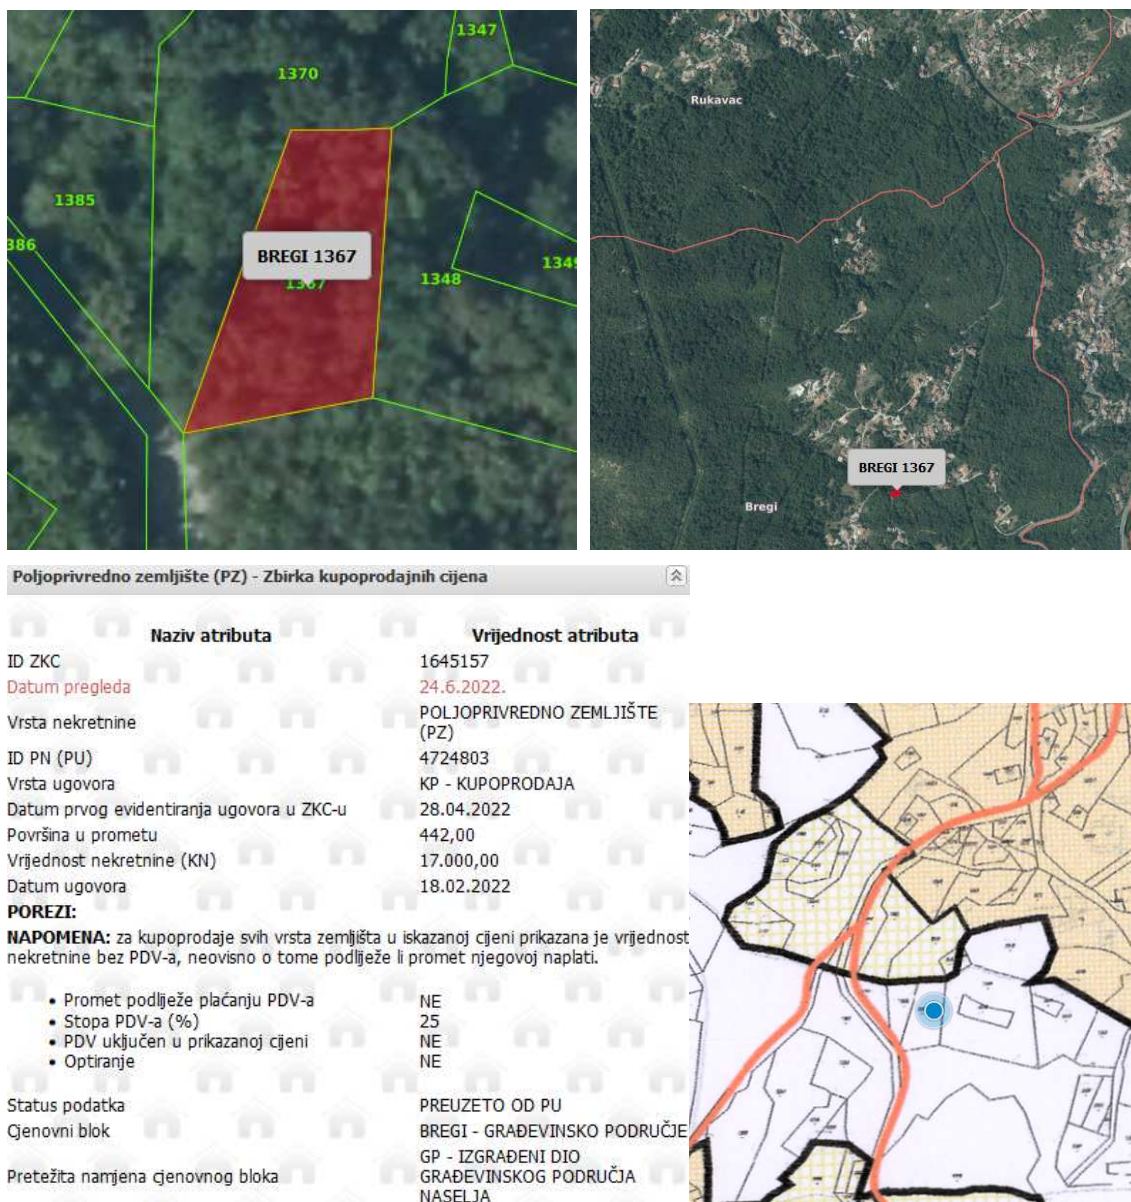 1347
1370
1385
386
BREGI 1367
1367
1348
1349
Rukavac
BREGI 1367
Bregi
Poljoprivredno zemljište (PZ) - Zbirka kupoprodajnih cijena
Naziv atributa Vrijednost atributa
ID ZKC 1645157
Datum pregleda 24.6.2022.
Vrsta nekretnine POLJOPRIVREDNO ZEMLJIŠTE
(PZ)
ID PN (PU) 4724803
Vrsta ugovora KP - KUPOPRODAJA
Datum prvog evidentiranja ugovora u ZKC-u 28.04.2022
Površina u prometu 442,00
Vrijednost nekretnine (KN) 17.000,00
Datum ugovora 18.02.2022
POREZI:
NAPOMENA: za kupoprodaje svih vrsta zemljišta u iskazanoj cijeni prikazana je vrijednost
nekretnine bez PDV-a, neovisno o tome podliježe li promet njegovoj naplati.
• Promet podliježe plaćanju PDV-a NE
• Stopa PDV-a (%) 25
• PDV uključen u prikazanoj cijeni NE
• Optiranje NE
Status podatka PREUZETO OD PU
Cjenovni blok BREGI - GRAĐEVINSKO PODRUČJE
Pretežita namjena cjenovnog bloka GP - IZGRAĐENI DIO
GRAĐEVINSKOG PODRUČJA
NASELJA